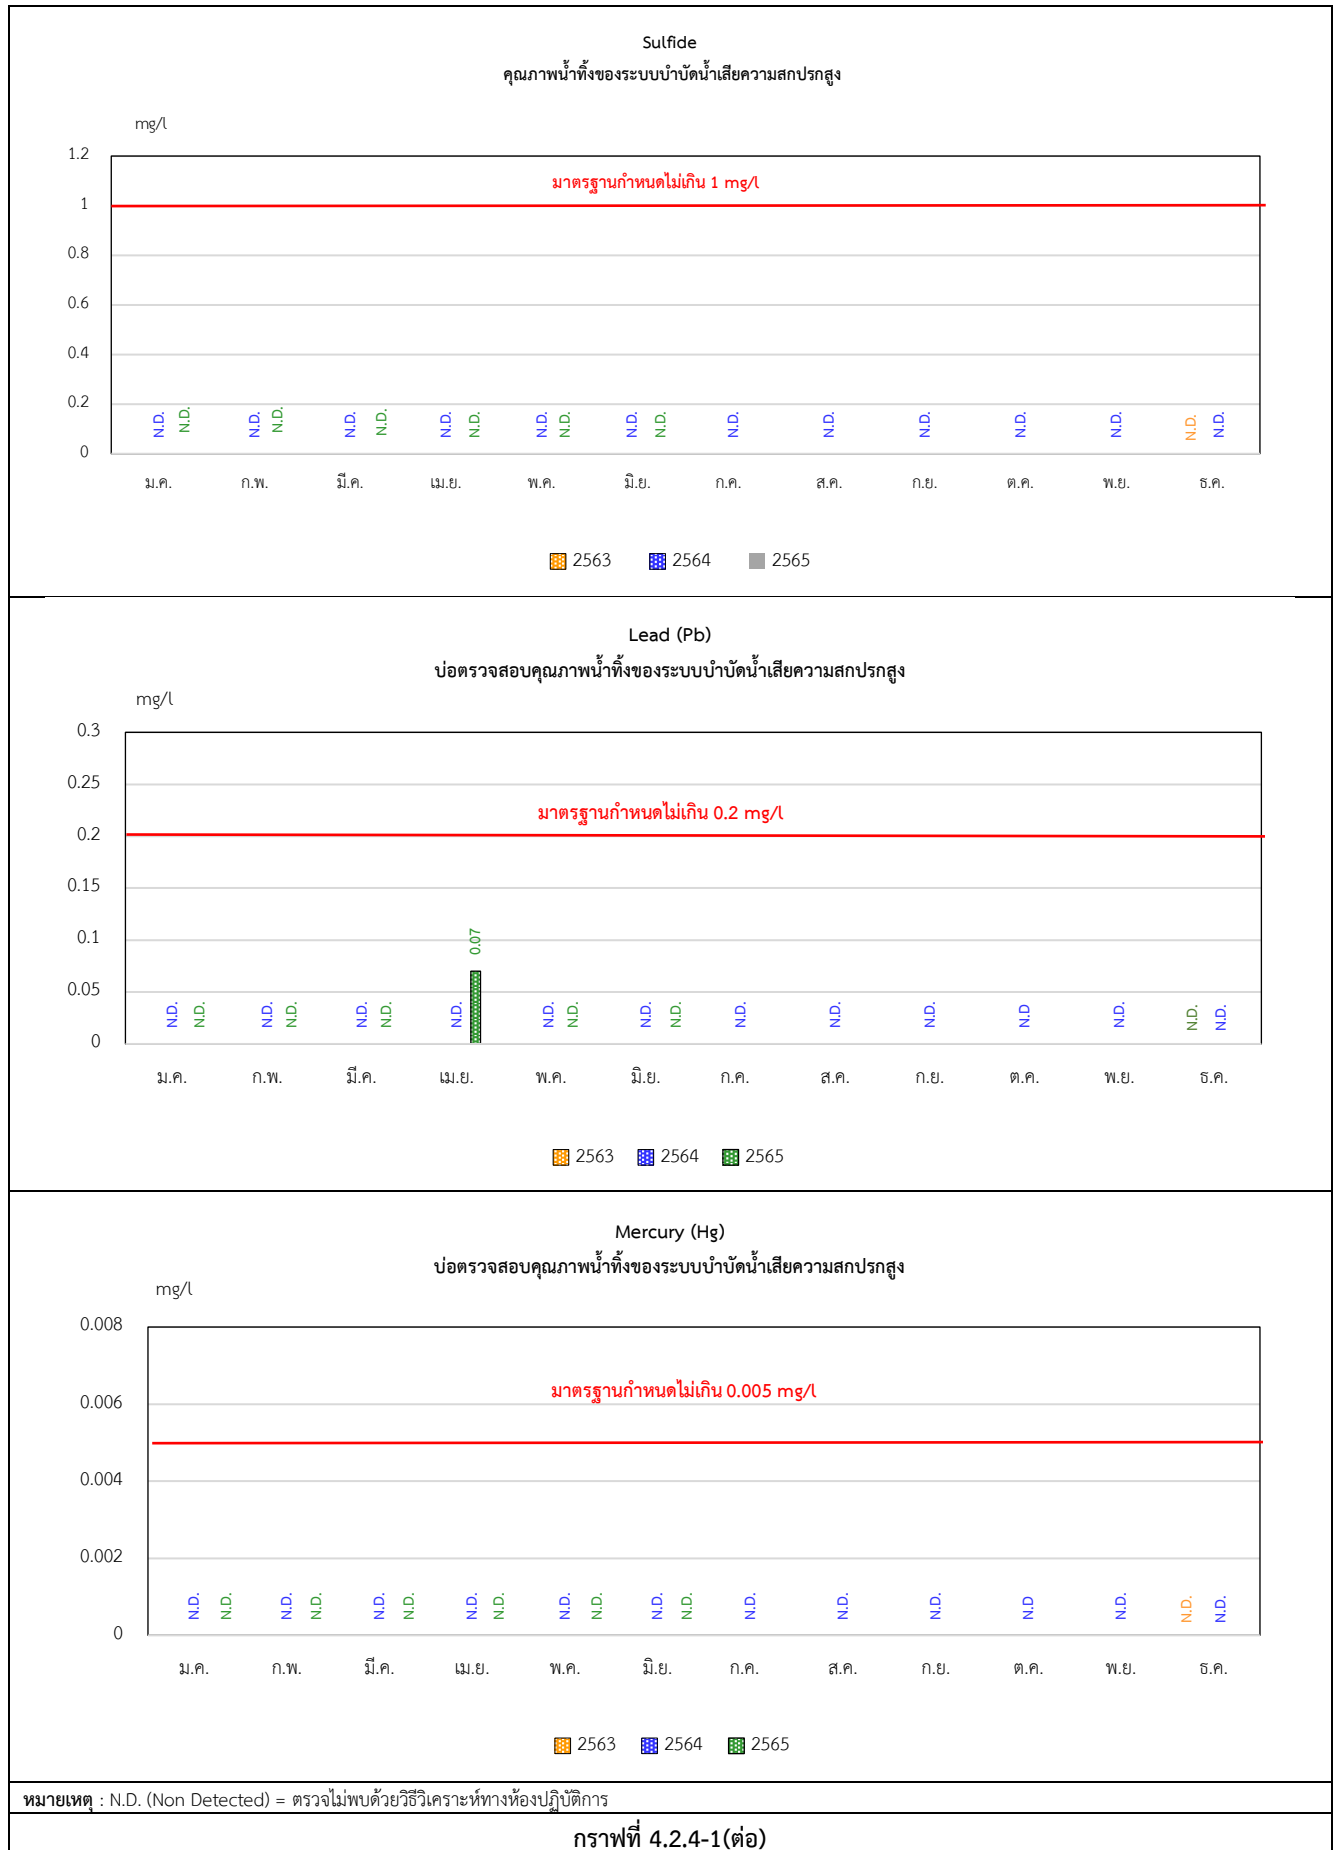 Sulfide
คุณภาพน้ำทิ้งของระบบบำบัดน้ำเสียความสกปรกสูง
mg/l
1.2
มาตรฐานกำหนดไม่เกิน 1 mg/l
1
0.8
0.6
0.4
0.2
N.D. N.D. N.D. N.D. N.D. N.D. N.D. N.D. N.D. N.D. N.D. N.D. N.D. N.D. N.D. N.D. N.D. N.D. N.D.
0
ม.ค. ก.พ. มี.ค. เม.ย. พ.ค. มิ.ย. ก.ค. ส.ค. ก.ย. ต.ค. พ.ย. ธ.ค.
2563 2564 2565
Lead (Pb)
บ่อตรวจสอบคุณภาพน้ำทิ้งของระบบบำบัดน้ำเสียความสกปรกสูง
mg/l
0.3
0.25
มาตรฐานกำหนดไม่เกิน 0.2 mg/l
0.2
0.15
0.1
0.07
0.05
N.D. N.D. N.D. N.D. N.D. N.D. N.D. N.D. N.D. N.D. N.D. N.D. N.D. N.D. N.D N.D. N.D. N.D.
0
ม.ค. ก.พ. มี.ค. เม.ย. พ.ค. มิ.ย. ก.ค. ส.ค. ก.ย. ต.ค. พ.ย. ธ.ค.
2563 2564 2565
Mercury (Hg)
บ่อตรวจสอบคุณภาพน้ำทิ้งของระบบบำบัดน้ำเสียความสกปรกสูง
mg/l
0.008
มาตรฐานกำหนดไม่เกิน 0.005 mg/l
0.006
0.004
0.002
N.D. N.D. N.D. N.D. N.D. N.D. N.D. N.D. N.D. N.D. N.D. N.D. N.D. N.D. N.D. N.D N.D. N.D. N.D.
0
ม.ค. ก.พ. มี.ค. เม.ย. พ.ค. มิ.ย. ก.ค. ส.ค. ก.ย. ต.ค. พ.ย. ธ.ค.
2563 2564 2565
หมายเหตุ : N.D. (Non Detected) = ตรวจไม่พบด้วยวิธีวิเคราะห์ทางห้องปฏิบัติการ
กราฟที่ 4.2.4-1(ต่อ)